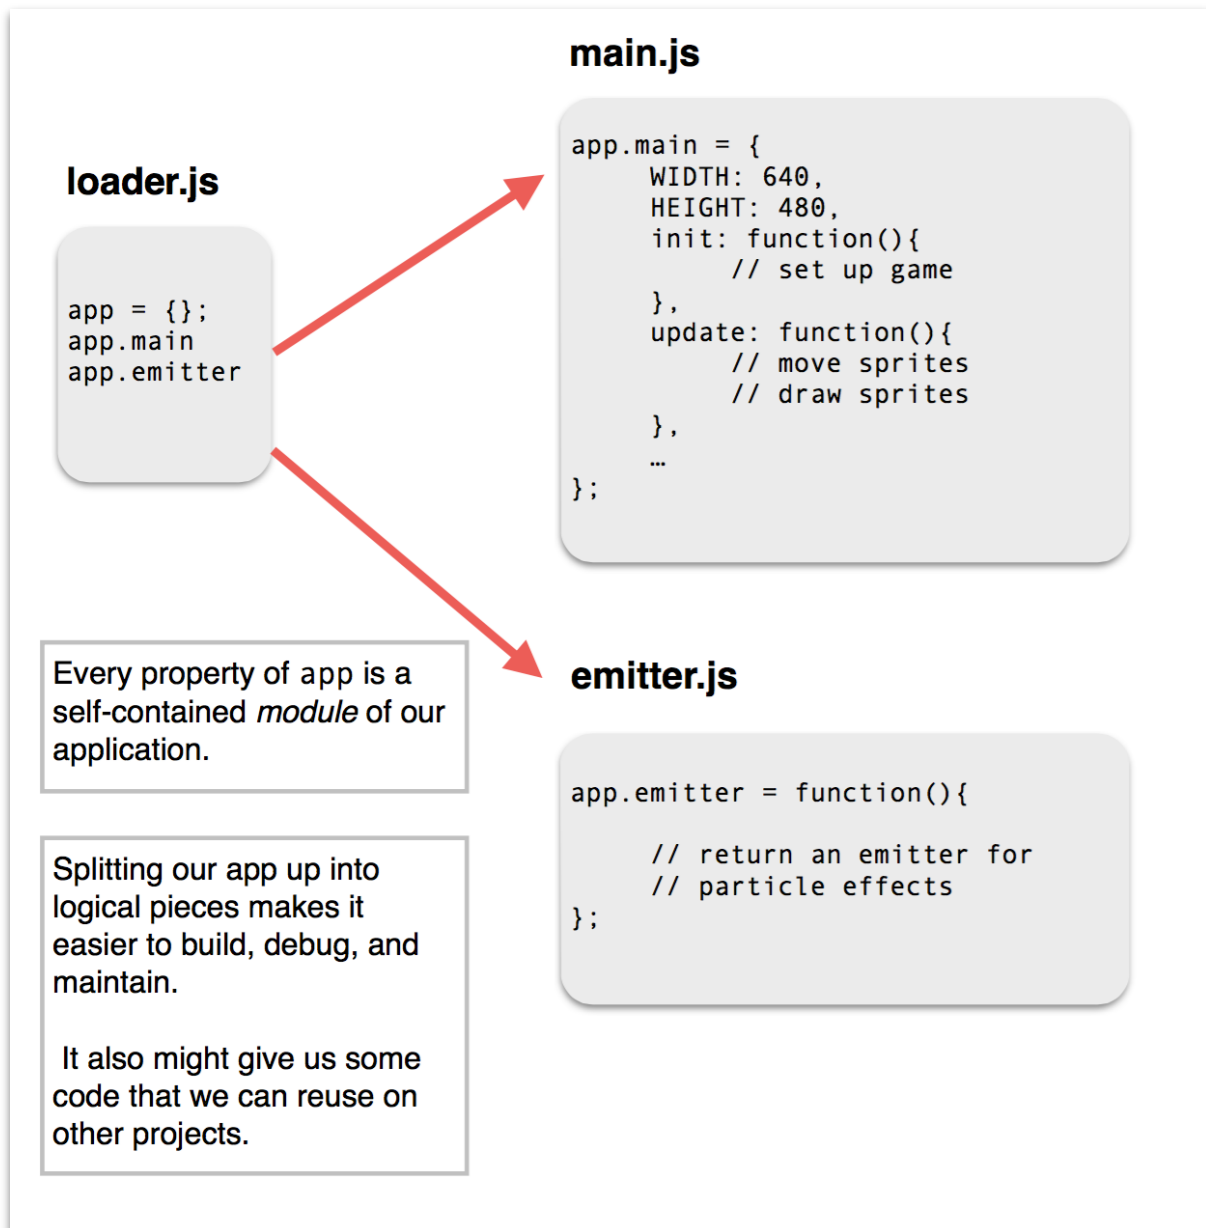 main.js
app.main = {
WIDTH: 640,
HEIGHT: 480,
init: function(){
// set up game
},
update: function(){
// move sprites
// draw sprites
},
…
};
loader.js
app = {};
app.main
app.emitter
Every property of app is a
self-contained module of our
application.
Splitting our app up into
logical pieces makes it
easier to build, debug, and
maintain.
It also might give us some
code that we can reuse on
other projects.
emitter.js
app.emitter = function(){
// return an emitter for
// particle effects
};